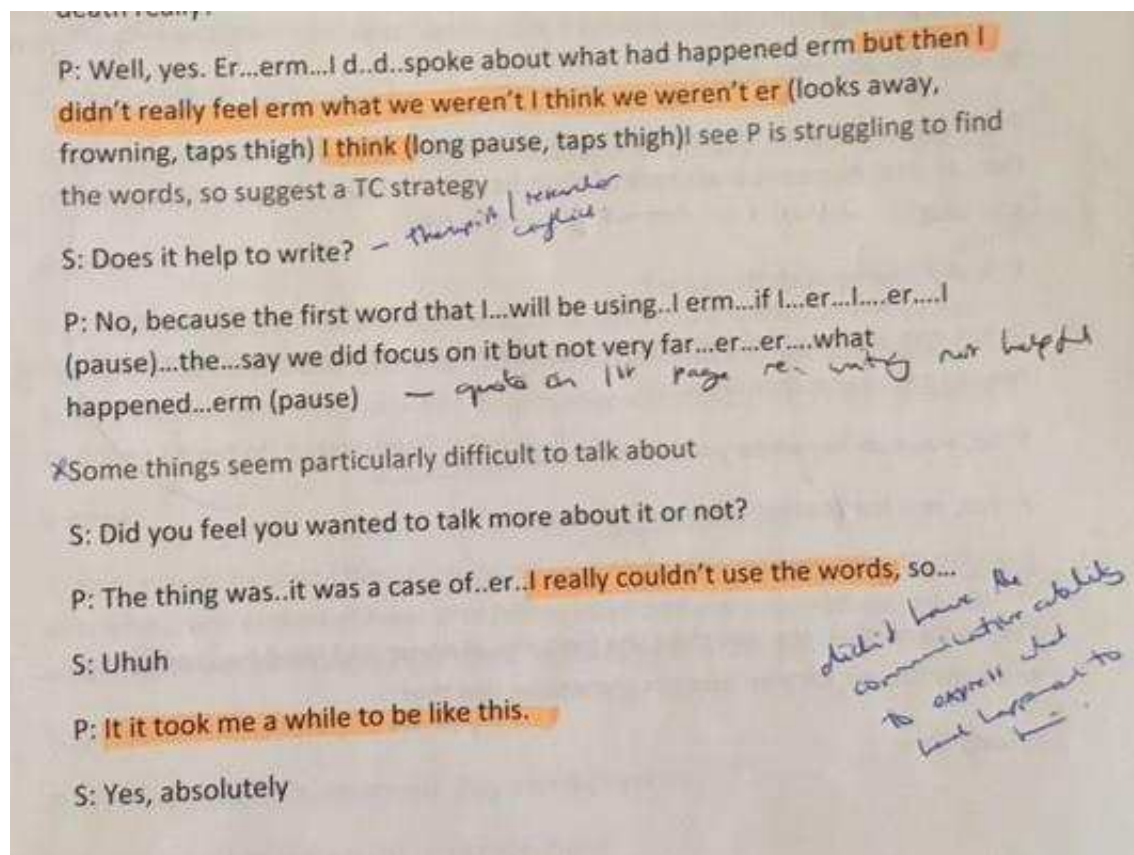 death really?
P: Well, yes. Er...erm...I d..d..spoke about what had happened erm but then I
didn't really feel erm what we weren't I think we weren't er (looks away,
frowning, taps thigh) I think (long pause, taps thigh)I see P is struggling to find
the words, so suggest a TC strategy
S: Does it help to write? – therapist / researcher
conflict
P: No, because the first word that I...will be using..I erm...if I...er...I....er....I
(pause)...the...say we did focus on it but not very far...er...er....what
happened...erm (pause) – quote on 1st page re. writing not helpful
xSome things seem particularly difficult to talk about
S: Did you feel you wanted to talk more about it or not?
P: The thing was..it was a case of..er..I really couldn't use the words, so...
didn't have the
communicative ability
to express what
had happened to
him.
S: Uhuh
P: It it took me a while to be like this.
S: Yes, absolutely